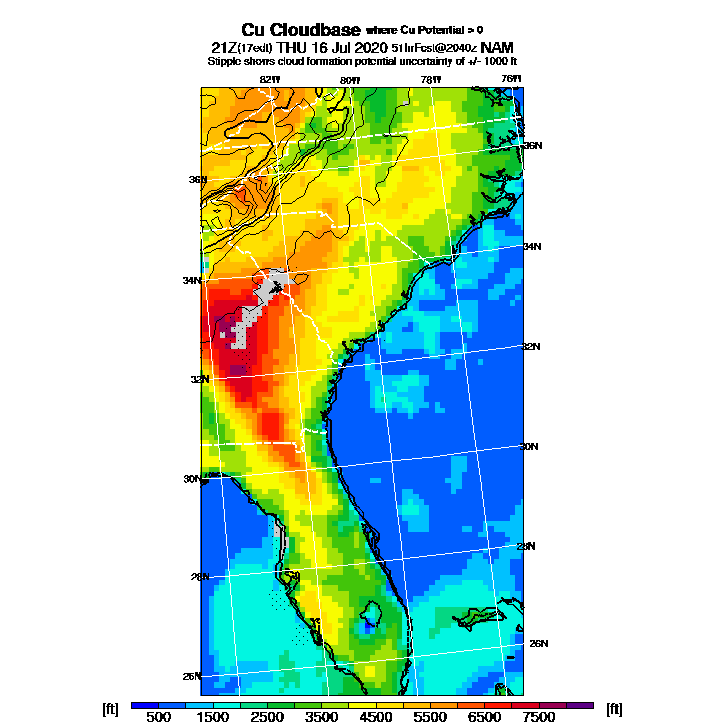 Cu Cloudbase where Cu Potential > 0
21Z(17edt) THU 16 Jul 2020 51hrFcst@2040z NAM
Stipple shows cloud formation potential uncertainty of +/- 1000 ft
82W 80W 78W 76W
36N
36N
34N
34N
32N
32N
30N
30N
28N
28N
26N
26N
[ft] 500 1500 2500 3500 4500 5500 6500 7500 [ft]